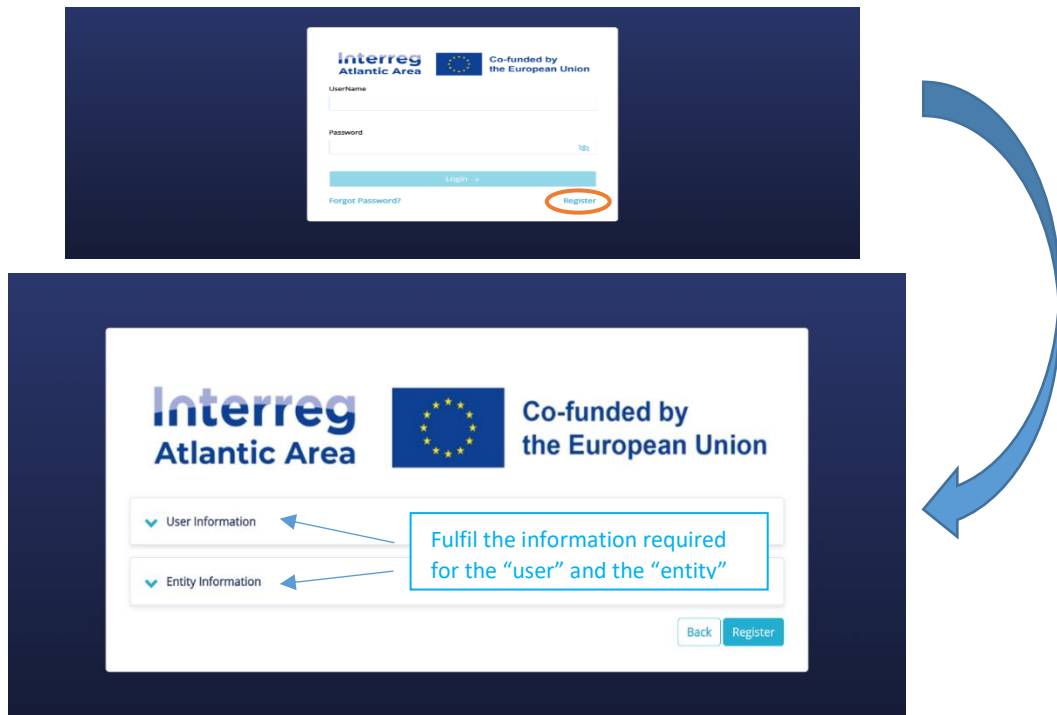 Interreg
Atlantic Area
Co-funded by
the European Union
UserName
Password
Login →
Forgot Password?
Register
Interreg
Atlantic Area
Co-funded by
the European Union
User Information
Fulfil the information required
for the “user” and the “entity”
Entity Information
Back
Register